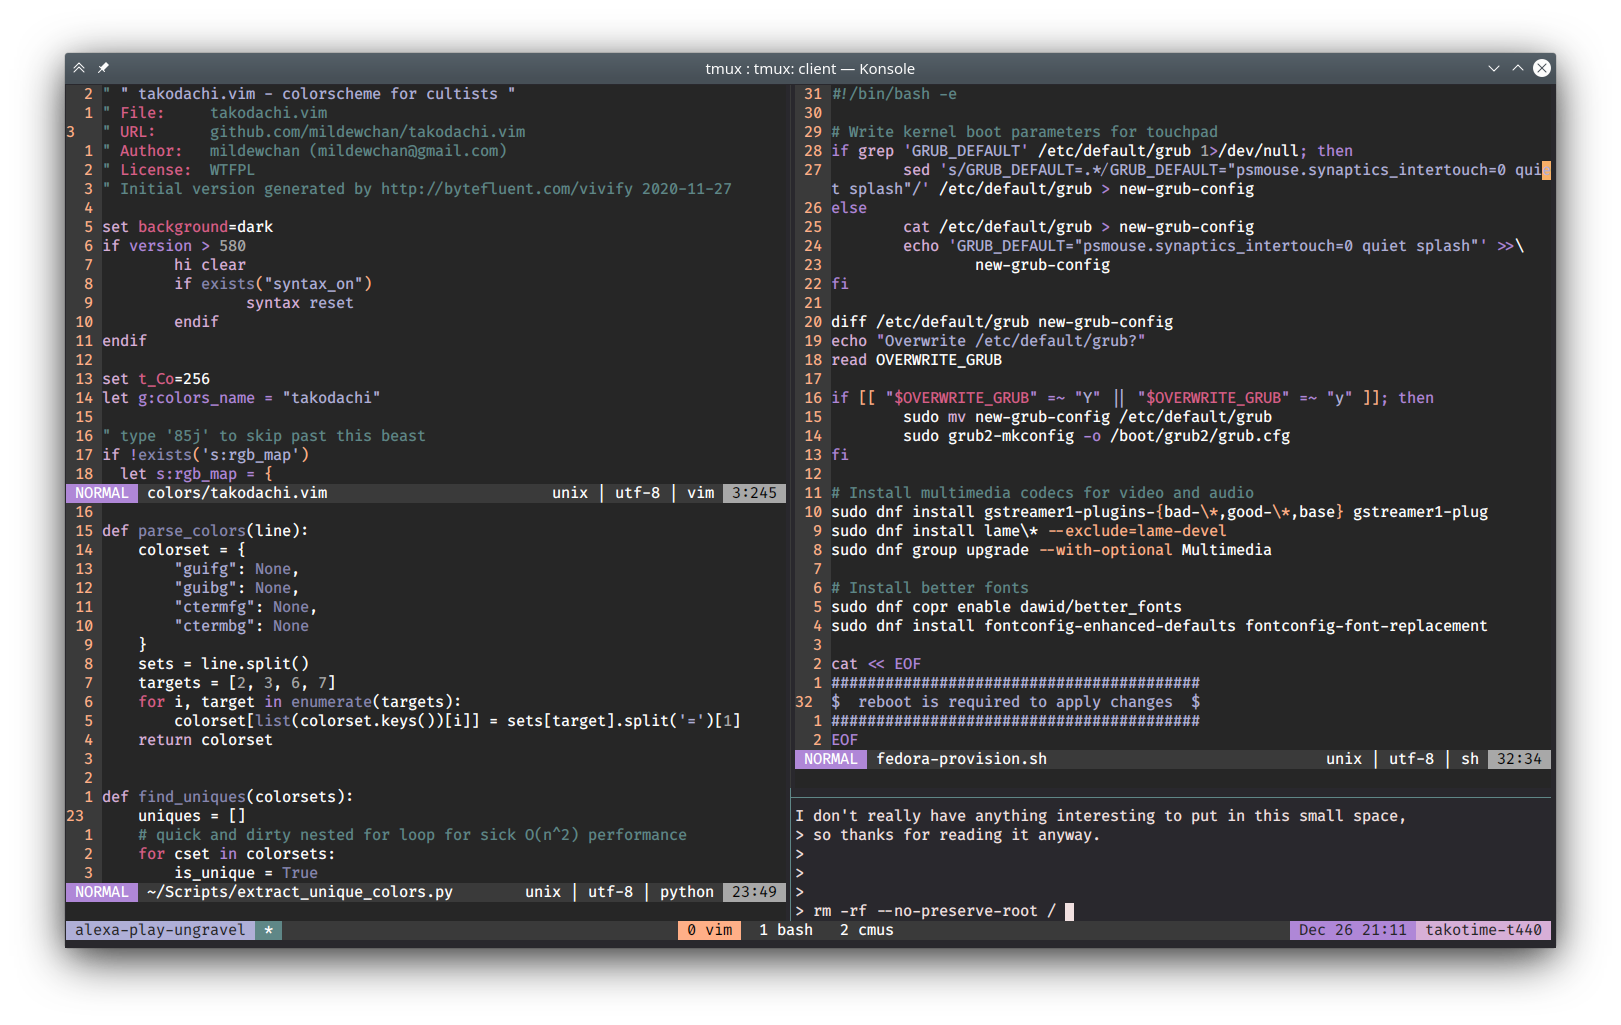 tmux : tmux: client — Konsole
2 " " takodachi.vim - colorscheme for cultists "
1 " File:     takodachi.vim
3 " URL:      github.com/mildewchan/takodachi.vim
1 " Author:   mildewchan (mildewchan@gmail.com)
2 " License:  WTFPL
3 " Initial version generated by http://bytefluent.com/vivify 2020-11-27
4
5 set background=dark
6 if version > 580
7         hi clear
8         if exists("syntax_on")
9                 syntax reset
10         endif
11 endif
12
13 set t_Co=256
14 let g:colors_name = "takodachi"
15
16 " type '85j' to skip past this beast
17 if !exists('s:rgb_map')
18   let s:rgb_map = {
NORMAL colors/takodachi.vim unix | utf-8 | vim 3:245
16
15 def parse_colors(line):
14     colorset = {
13         "guifg": None,
12         "guibg": None,
11         "ctermfg": None,
10         "ctermbg": None
9     }
8     sets = line.split()
7     targets = [2, 3, 6, 7]
6     for i, target in enumerate(targets):
5         colorset[list(colorset.keys())[i]] = sets[target].split('=')[1]
4     return colorset
3
2
1 def find_uniques(colorsets):
23     uniques = []
1     # quick and dirty nested for loop for sick O(n^2) performance
2     for cset in colorsets:
3         is_unique = True
NORMAL ~/Scripts/extract_unique_colors.py unix | utf-8 | python 23:49
31 #!/bin/bash -e
30
29 # Write kernel boot parameters for touchpad
28 if grep 'GRUB_DEFAULT' /etc/default/grub 1>/dev/null; then
27         sed 's/GRUB_DEFAULT=.*/GRUB_DEFAULT="psmouse.synaptics_intertouch=0 qui
t splash"/' /etc/default/grub > new-grub-config
26 else
25         cat /etc/default/grub > new-grub-config
24         echo 'GRUB_DEFAULT="psmouse.synaptics_intertouch=0 quiet splash"' >>\
23                 new-grub-config
22 fi
21
20 diff /etc/default/grub new-grub-config
19 echo "Overwrite /etc/default/grub?"
18 read OVERWRITE_GRUB
17
16 if [[ "$OVERWRITE_GRUB" =~ "Y" || "$OVERWRITE_GRUB" =~ "y" ]]; then
15         sudo mv new-grub-config /etc/default/grub
14         sudo grub2-mkconfig -o /boot/grub2/grub.cfg
13 fi
12
11 # Install multimedia codecs for video and audio
10 sudo dnf install gstreamer1-plugins-{bad-\*,good-\*,base} gstreamer1-plug
9 sudo dnf install lame\* --exclude=lame-devel
8 sudo dnf group upgrade --with-optional Multimedia
7
6 # Install better fonts
5 sudo dnf copr enable dawid/better_fonts
4 sudo dnf install fontconfig-enhanced-defaults fontconfig-font-replacement
3
2 cat << EOF
1 #########################################
32 $  reboot is required to apply changes  $
1 #########################################
2 EOF
NORMAL fedora-provision.sh unix | utf-8 | sh 32:34
I don't really have anything interesting to put in this small space,
> so thanks for reading it anyway.
>
>
>
> rm -rf --no-preserve-root /
alexa-play-ungravel * 0 vim 1 bash 2 cmus Dec 26 21:11 takotime-t440